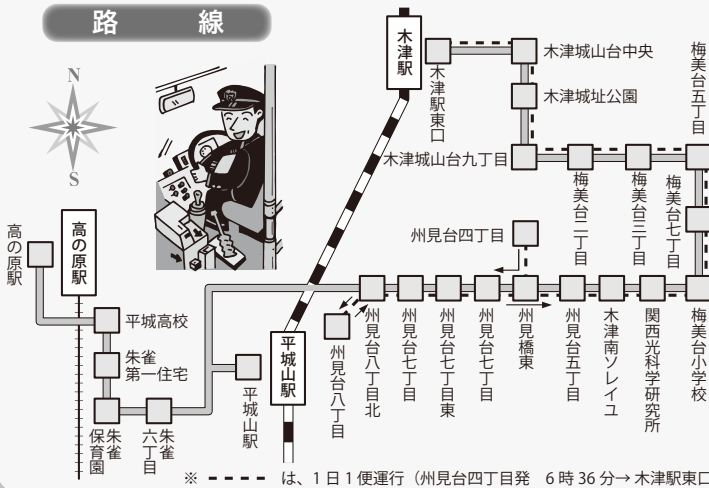 路線
N
S
木津駅
木津駅東口
木津城山台中央
木津城址公園
木津城山台九丁目
梅美台二丁目
梅美台三丁目
梅美台五丁目
梅美台七丁目
高の原駅
高の原駅
平城高校
朱雀
第一住宅
朱雀
保育園
朱雀
六丁目
平城山駅
平城山駅
州見台四丁目
州見台八丁目
州見台八丁目北
州見台七丁目
州見台七丁目東
州見台七丁目
州見橋東
州見台五丁目
木津南ソレイユ
関西光科学研究所
梅美台小学校
※ ---- は、1日1便運行（州見台四丁目発 6時36分→木津駅東口